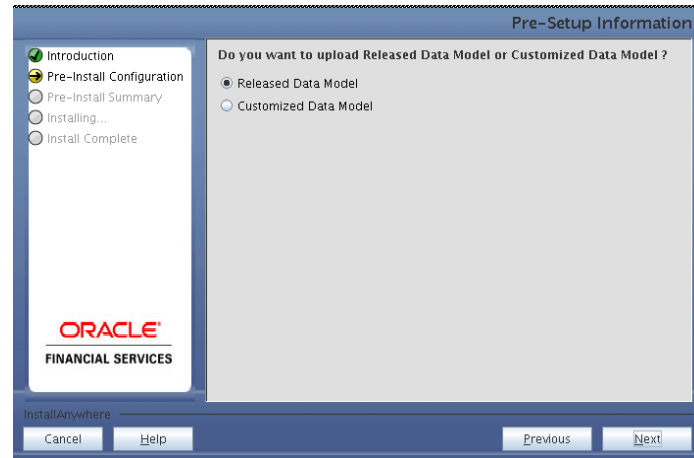 Pre-Setup Information
Introduction
Pre-Install Configuration
Pre-Install Summary
Installing...
Install Complete
ORACLE'
FINANCIAL SERVICES
Do you want to upload Released Data Model or Customized Data Model ?
Released Data Model
Customized Data Model
InstallAnywhere
Cancel
Help
Previous
Next